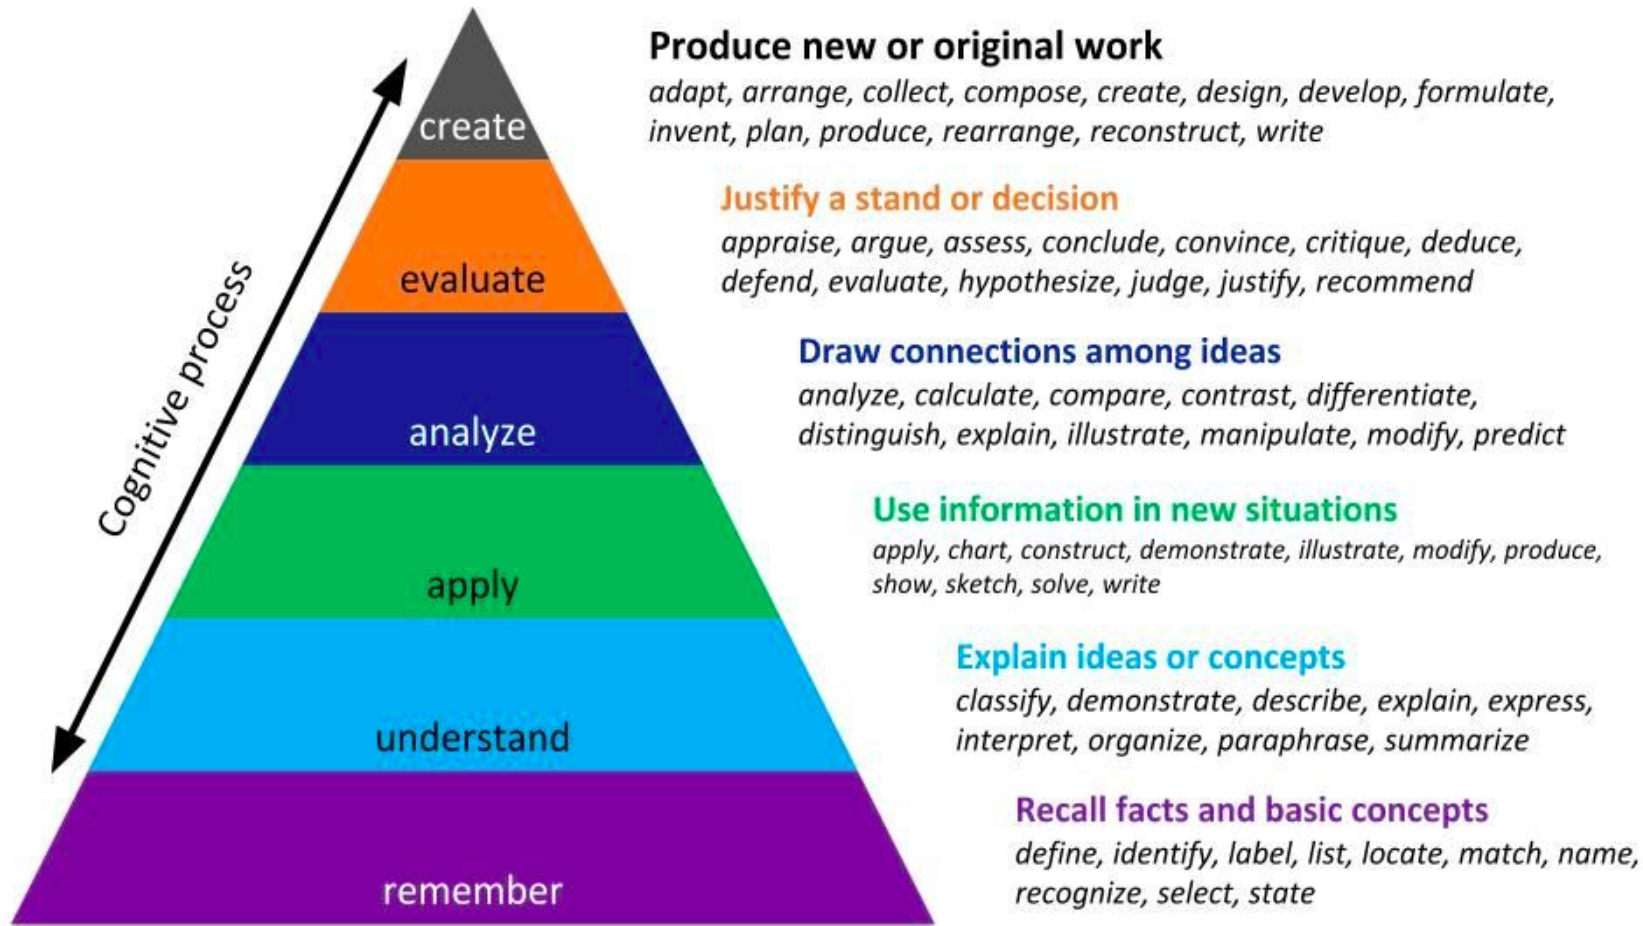 Produce new or original work
adapt, arrange, collect, compose, create, design, develop, formulate,
invent, plan, produce, rearrange, reconstruct, write
create
Justify a stand or decision
appraise, argue, assess, conclude, convince, critique, deduce,
defend, evaluate, hypothesize, judge, justify, recommend
evaluate
Draw connections among ideas
analyze, calculate, compare, contrast, differentiate,
distinguish, explain, illustrate, manipulate, modify, predict
analyze
Cognitive process
Use information in new situations
apply, chart, construct, demonstrate, illustrate, modify, produce,
show, sketch, solve, write
apply
Explain ideas or concepts
classify, demonstrate, describe, explain, express,
interpret, organize, paraphrase, summarize
understand
Recall facts and basic concepts
define, identify, label, list, locate, match, name,
recognize, select, state
remember